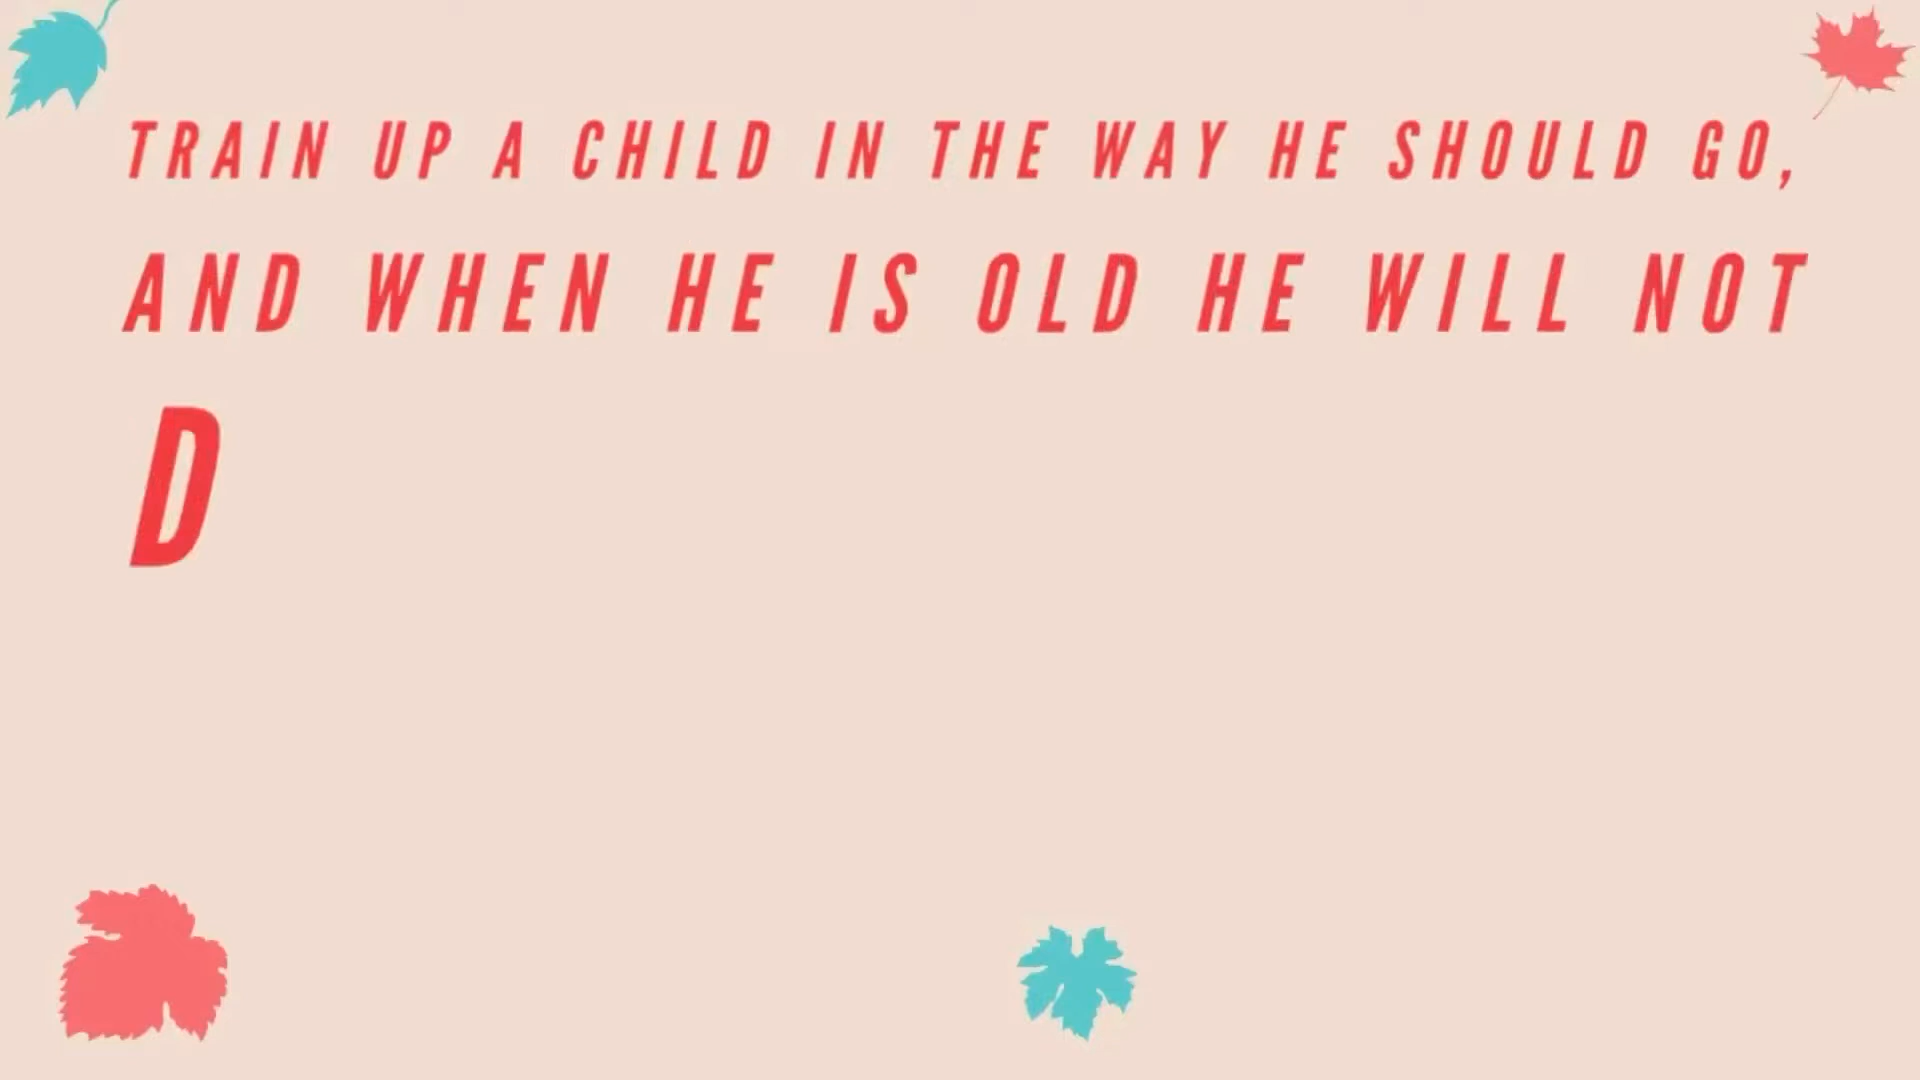 TRAIN UP A CHILD IN THE WAY HE SHOULD GO,
AND WHEN HE IS OLD HE WILL NOT
D